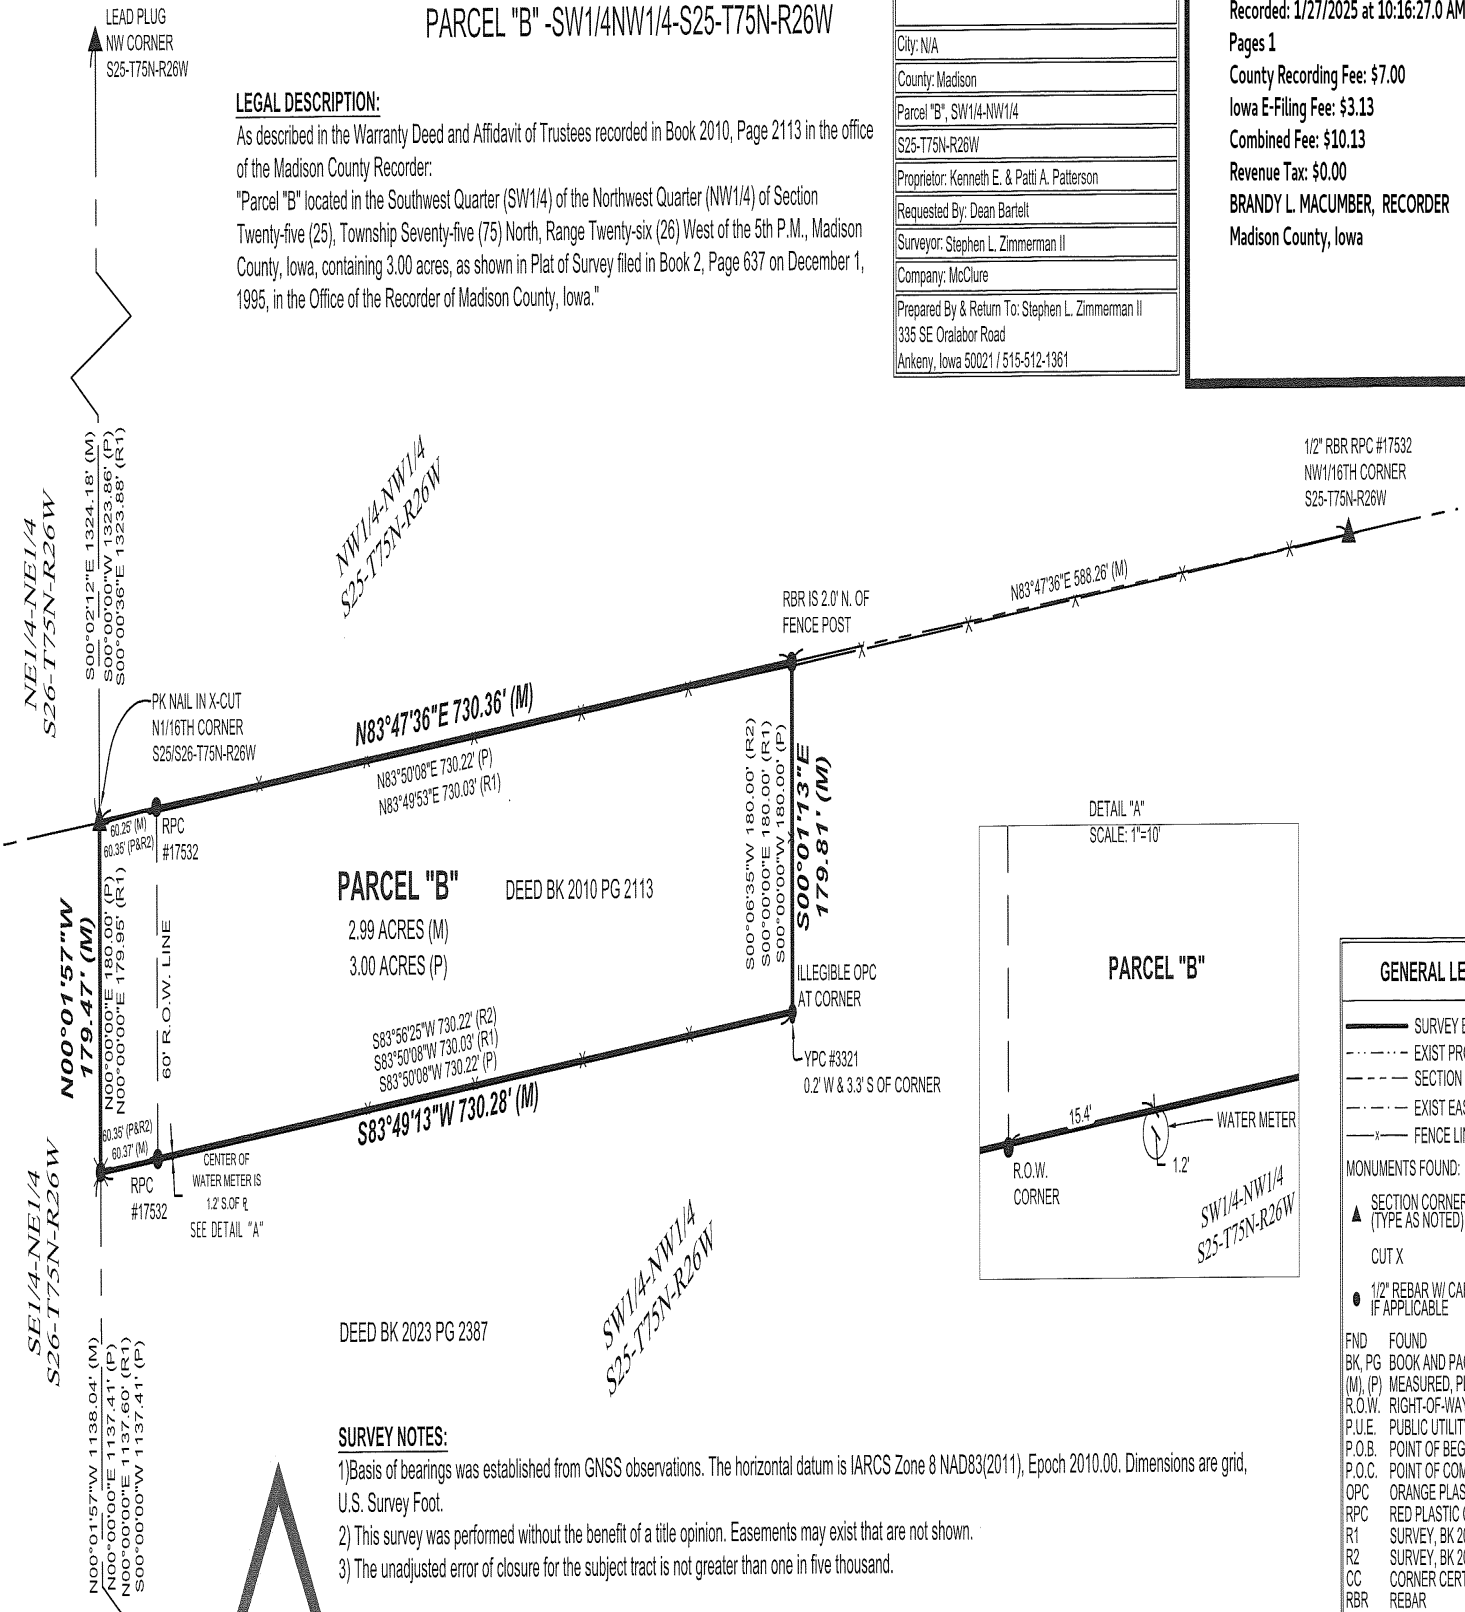 LEAD PLUG
NW CORNER
S25-T75N-R26W
PARCEL "B" -SW1/4NW1/4-S25-T75N-R26W
LEGAL DESCRIPTION:
As described in the Warranty Deed and Affidavit of Trustees recorded in Book 2010, Page 2113 in the office
of the Madison County Recorder:
"Parcel "B" located in the Southwest Quarter (SW1/4) of the Northwest Quarter (NW1/4) of Section
Twenty-five (25), Township Seventy-five (75) North, Range Twenty-six (26) West of the 5th P.M., Madison
County, Iowa, containing 3.00 acres, as shown in Plat of Survey filed in Book 2, Page 637 on December 1,
1995, in the Office of the Recorder of Madison County, Iowa."
City: N/A
County: Madison
Parcel "B", SW1/4-NW1/4
S25-T75N-R26W
Proprietor: Kenneth E. & Patti A. Patterson
Requested By: Dean Bartelt
Surveyor: Stephen L. Zimmerman II
Company: McClure
Prepared By & Return To: Stephen L. Zimmerman II
335 SE Oralabor Road
Ankeny, Iowa 50021 / 515-512-1361
Recorded: 1/27/2025 at 10:16:27.0 AM
Pages 1
County Recording Fee: $7.00
Iowa E-Filing Fee: $3.13
Combined Fee: $10.13
Revenue Tax: $0.00
BRANDY L. MACUMBER, RECORDER
Madison County, Iowa
NE1/4-NE1/4
S26-T75N-R26W
S00°02'12"E 1324.18' (M)
S00°00'00"W 1323.86' (P)
S00°00'36"E 1323.88' (R1)
NW1/4-NW1/4
S25-T75N-R26W
1/2" RBR RPC #17532
NW1/16TH CORNER
S25-T75N-R26W
N83°47'36"E 588.26' (M)
RBR IS 2.0' N. OF
FENCE POST
PK NAIL IN X-CUT
N1/16TH CORNER
S25/S26-T75N-R26W
N83°47'36"E 730.36' (M)
N83°50'08"E 730.22' (P)
N83°49'53"E 730.03' (R1)
60.25' (M)
60.35' (P&R2)
RPC
#17532
S00°06'35"W 180.00' (R2)
S00°00'00"E 180.00' (R1)
S00°00'00"W 180.00' (P)
S00°01'13"E
179.81' (M)
PARCEL "B"
DEED BK 2010 PG 2113
2.99 ACRES (M)
3.00 ACRES (P)
N00°01'57"W
179.47' (M)
N00°00'00"E 180.00' (P)
N00°00'00"E 179.95' (R1)
60' R.O.W. LINE
ILLEGIBLE OPC
AT CORNER
S83°56'25"W 730.22' (R2)
S83°50'08"W 730.03' (R1)
S83°50'08"W 730.22' (P)
S83°49'13"W 730.28' (M)
YPC #3321
0.2' W & 3.3' S OF CORNER
60.35' (P&R2)
60.37' (M)
RPC
#17532
CENTER OF
WATER METER IS
1.2' S.OF ℞
SEE DETAIL "A"
DETAIL "A"
SCALE: 1"=10'
PARCEL "B"
15.4'
WATER METER
1.2'
R.O.W.
CORNER
SW1/4-NW1/4
S25-T75N-R26W
SE1/4-NE1/4
S26-T75N-R26W
SW1/4-NW1/4
S25-T75N-R26W
DEED BK 2023 PG 2387
N00°01'57"W 1138.04' (M)
N00°00'00"E 1137.41' (P)
N00°00'00"E 1137.60' (R1)
S00°00'00"W 1137.41' (P)
SURVEY NOTES:
1)Basis of bearings was established from GNSS observations. The horizontal datum is IARCS Zone 8 NAD83(2011), Epoch 2010.00. Dimensions are grid,
U.S. Survey Foot.
2) This survey was performed without the benefit of a title opinion. Easements may exist that are not shown.
3) The unadjusted error of closure for the subject tract is not greater than one in five thousand.
GENERAL LE
SURVEY B
EXIST PRO
SECTION
EXIST EAS
FENCE LIN
MONUMENTS FOUND:
SECTION CORNER
(TYPE AS NOTED)
CUT X
1/2" REBAR W/ CAP
IF APPLICABLE
FND FOUND
BK, PG BOOK AND PAG
(M), (P) MEASURED, PL
R.O.W. RIGHT-OF-WAY
P.U.E. PUBLIC UTILITY
P.O.B. POINT OF BEG
P.O.C. POINT OF COM
OPC ORANGE PLAS
RPC RED PLASTIC C
R1 SURVEY, BK 20
R2 SURVEY, BK 20
CC CORNER CERT
RBR REBAR